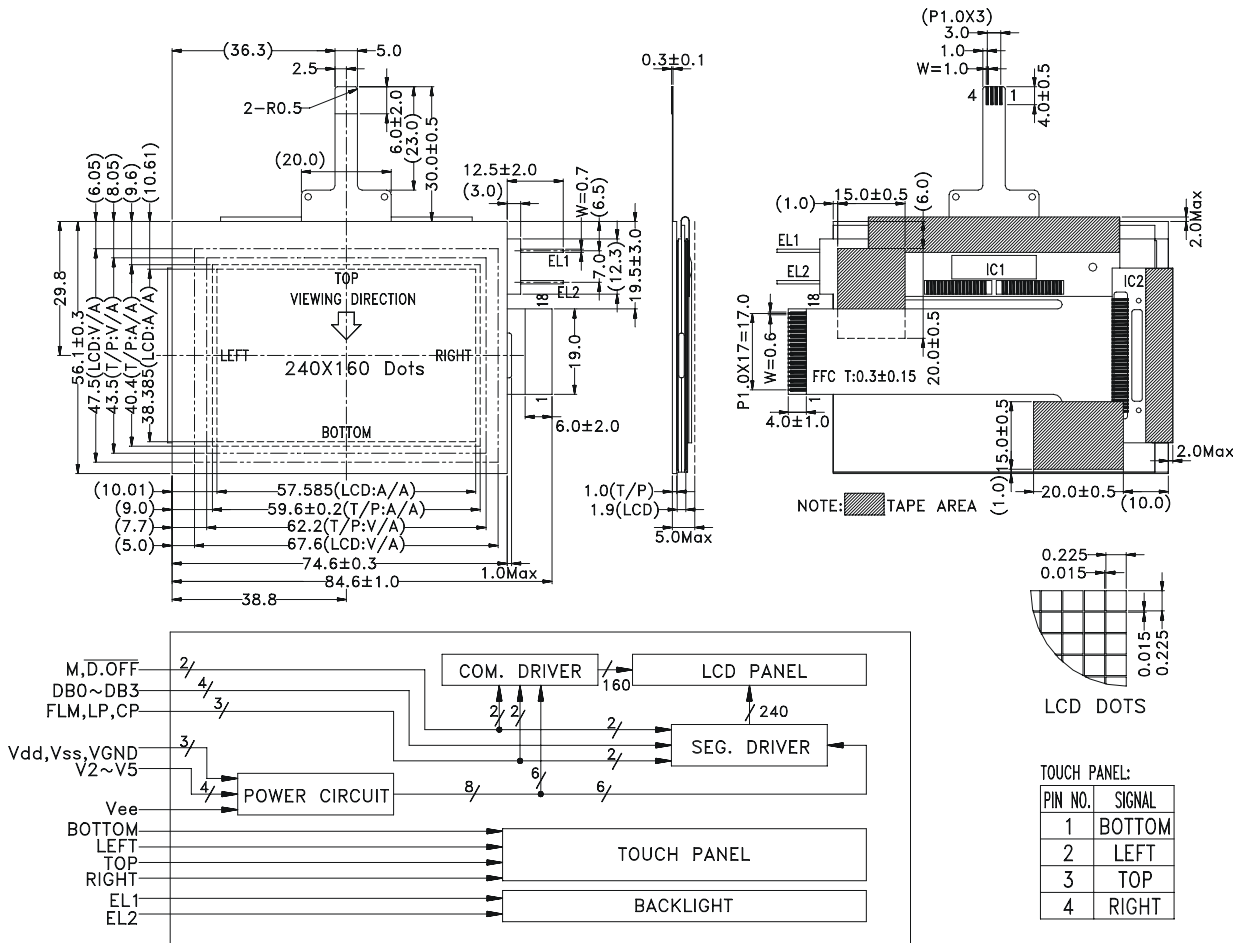 (36.3)
5.0
2.5
2-R0.5
6.0±2.0
(23.0)
30.0±0.5
(20.0)
12.5±2.0
(3.0)
W=0.7
(6.5)
(6.05)
(8.05)
(9.6)
(10.61)
29.8
56.1±0.3
47.5(LCD:V/A)
43.5(T/P:V/A)
40.4(T/P:A/A)
38.385(LCD:A/A)
TOP
VIEWING DIRECTION
LEFT
RIGHT
240X160 Dots
BOTTOM
EL1
EL2
7.0
(12.3)
19.5±3.0
18
19.0
1
6.0±2.0
(10.01)
57.585(LCD:A/A)
(9.0)
59.6±0.2(T/P:A/A)
(7.7)
62.2(T/P:V/A)
(5.0)
67.6(LCD:V/A)
74.6±0.3
1.0Max
84.6±1.0
38.8
0.3±0.1
1.0(T/P)
1.9(LCD)
5.0Max
(P1.0X3)
3.0
1.0
W=1.0
4
1
4.0±0.5
15.0±0.5
(1.0)
(6.0)
2.0Max
EL1
EL2
IC1
IC2
18
P1.0X17=17.0
W=0.6
20.0±0.5
FFC T:0.3±0.15
1
4.0±1.0
15.0±0.5
(1.0)
2.0Max
20.0±0.5
(10.0)
NOTE:
TAPE AREA
0.225
0.015
0.015
0.225
LCD DOTS
M,D.OFF
2
DB0~DB3
4
FLM,LP,CP
3
Vdd,Vss,VGND
3
V2~V5
4
Vee
POWER CIRCUIT
8
6
6
COM. DRIVER
160
LCD PANEL
2
2
2
240
SEG. DRIVER
2
BOTTOM
LEFT
TOP
RIGHT
TOUCH PANEL
EL1
EL2
BACKLIGHT
TOUCH PANEL:
PIN NO. SIGNAL
1 BOTTOM
2 LEFT
3 TOP
4 RIGHT